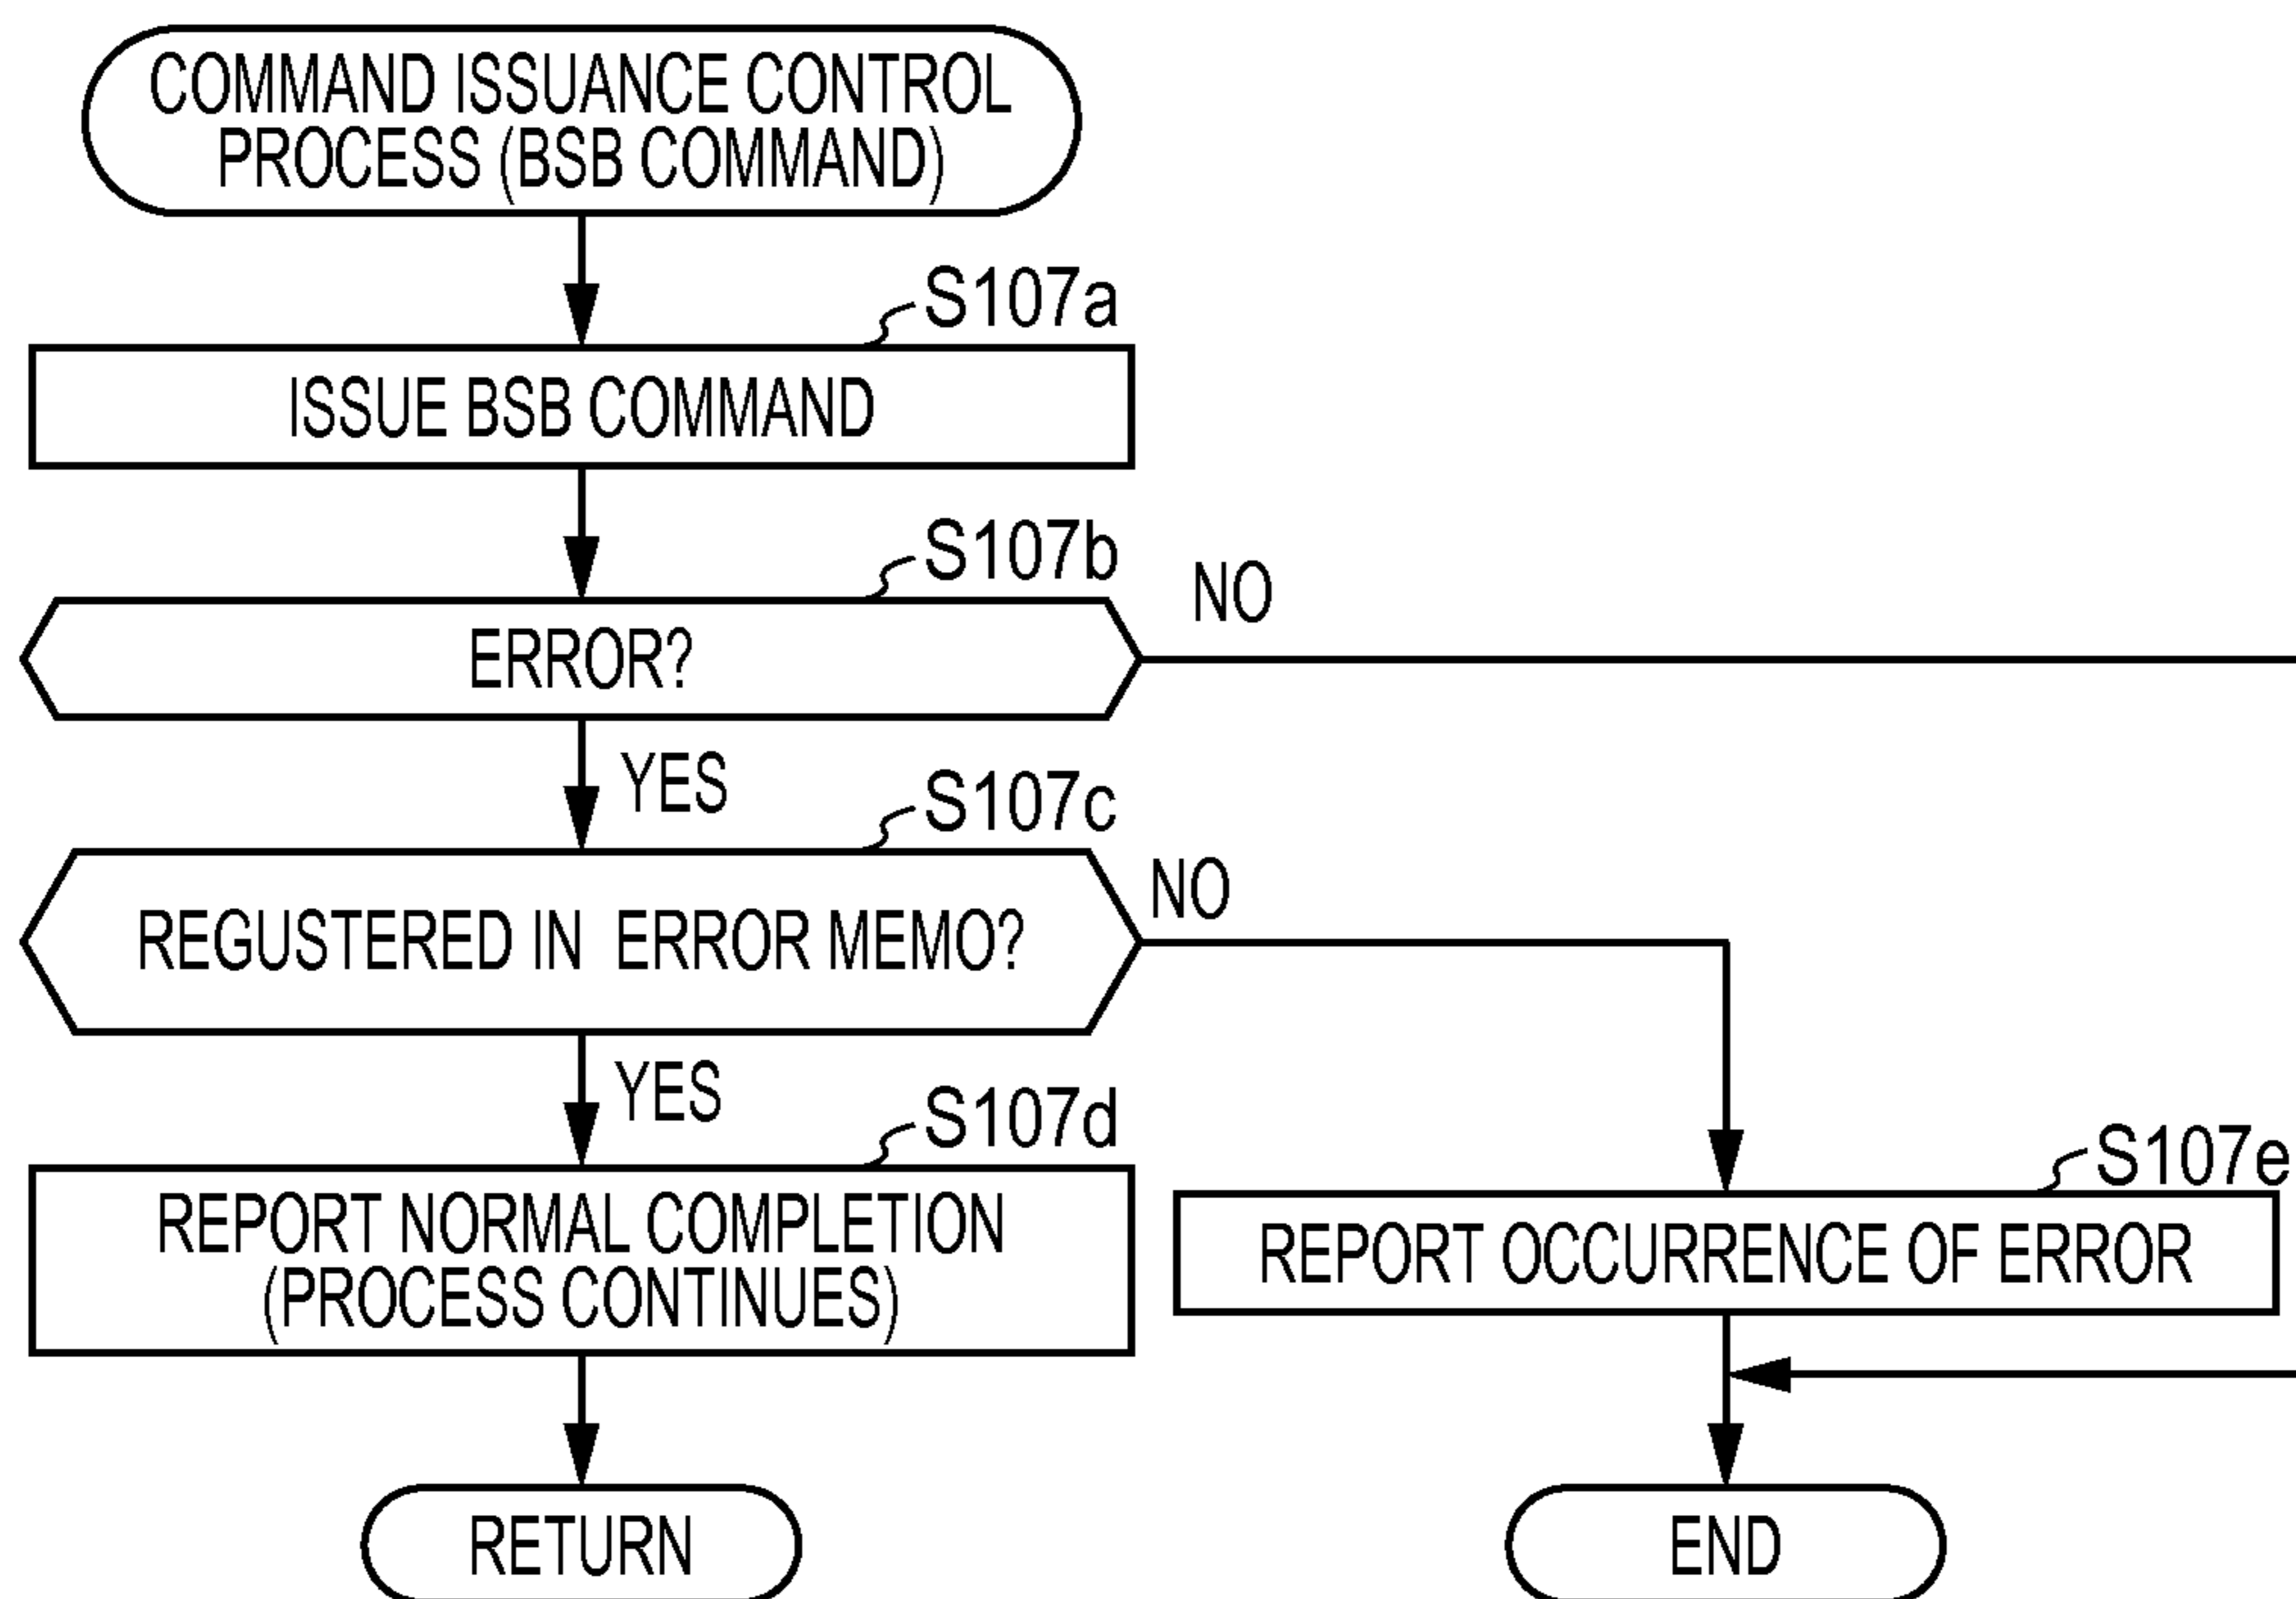 COMMAND ISSUANCE CONTROL
PROCESS (BSB COMMAND)
S107a
ISSUE BSB COMMAND
S107b
NO
ERROR?
YES
S107c
NO
REGUSTERED IN ERROR MEMO?
YES
S107d
REPORT NORMAL COMPLETION
(PROCESS CONTINUES)
S107e
REPORT OCCURRENCE OF ERROR
RETURN
END